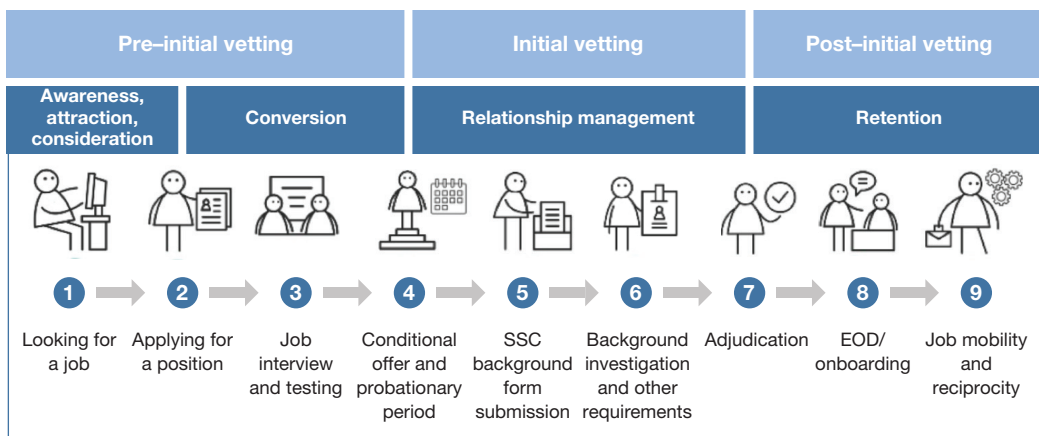 Pre–initial vetting
Initial vetting
Post–initial vetting
Awareness,
attraction,
consideration
Conversion
Relationship management
Retention
1
2
3
4
5
6
7
8
9
Looking for
a job
Applying for
a position
Job
interview
and testing
Conditional
offer and
probationary
period
SSC
background
form
submission
Background
investigation
and other
requirements
Adjudication
EOD/
onboarding
Job mobility
and
reciprocity